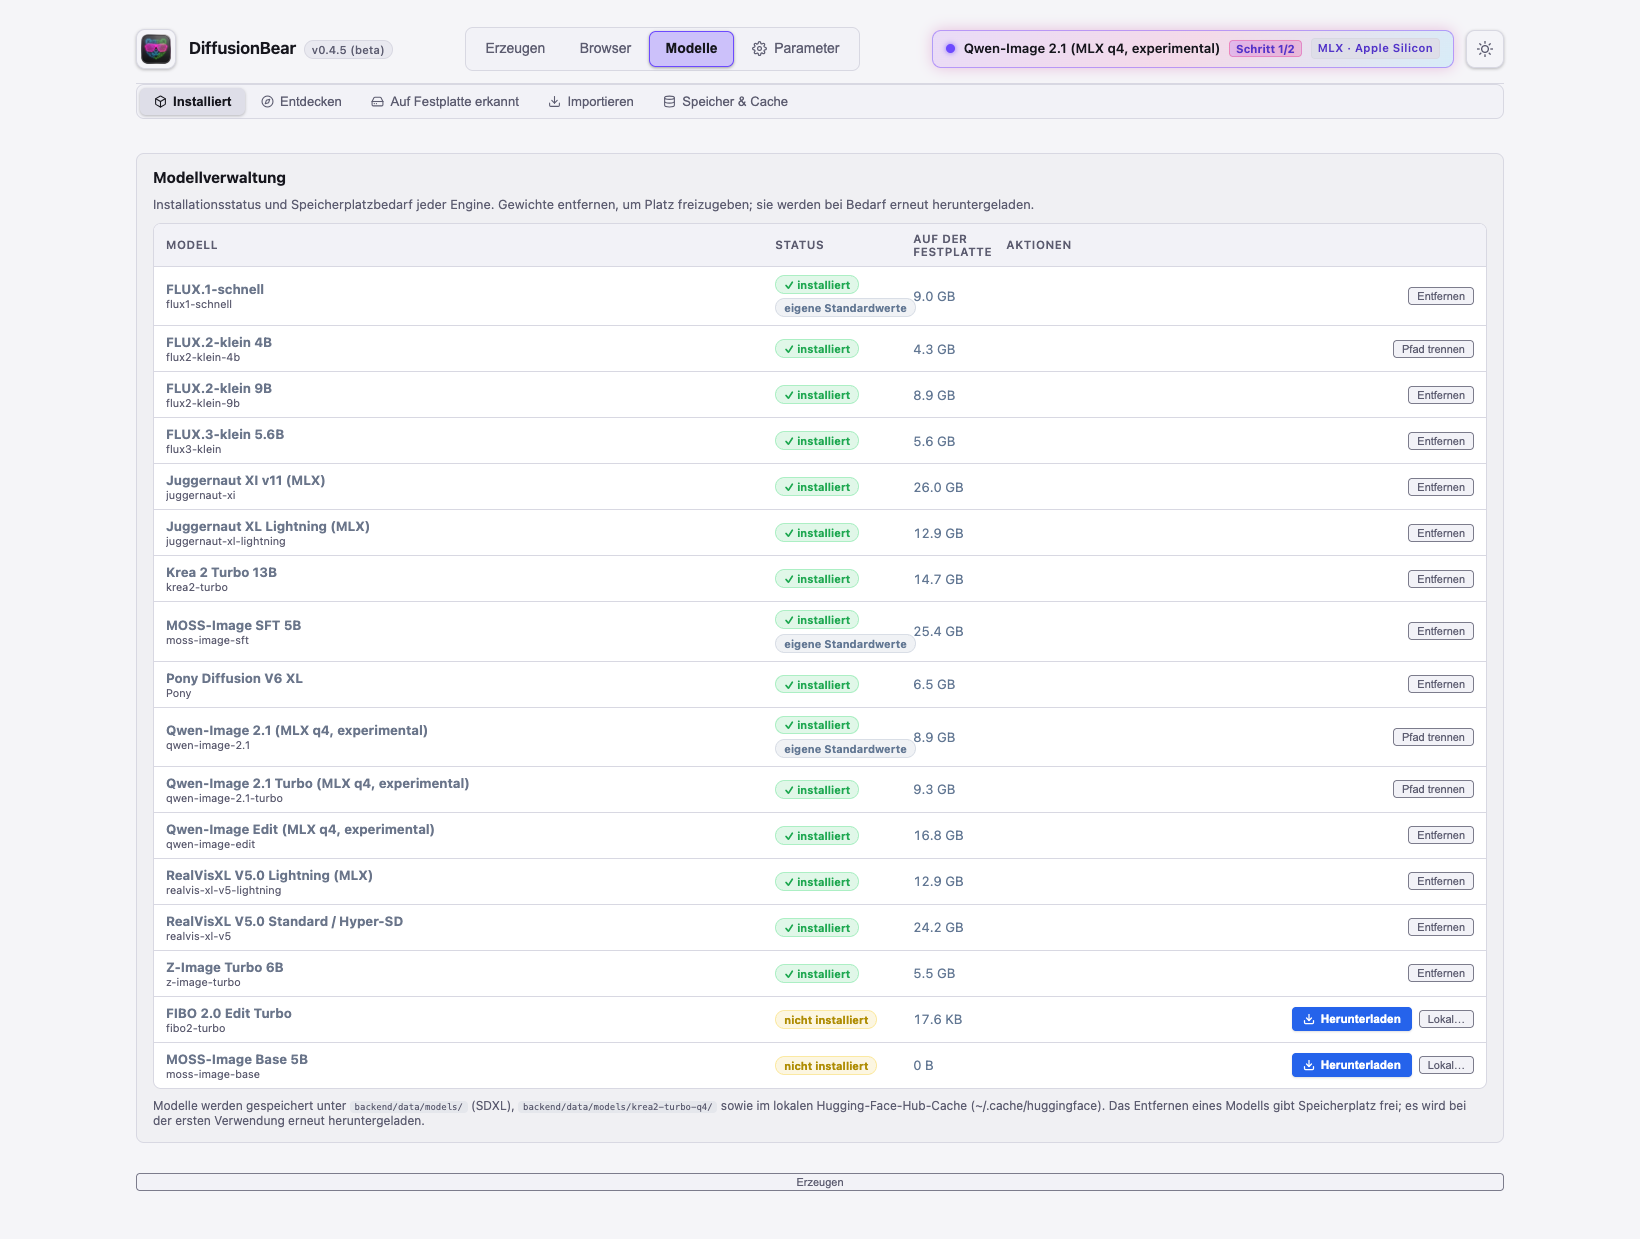 DiffusionBear v0.4.5 (beta)
Erzeugen Browser Modelle Parameter
Qwen-Image 2.1 (MLX q4, experimental) Schritt 1/2 MLX · Apple Silicon
Installiert Entdecken Auf Festplatte erkannt Importieren Speicher & Cache
Modellverwaltung
Installationsstatus und Speicherplatzbedarf jeder Engine. Gewichte entfernen, um Platz freizugeben; sie werden bei Bedarf erneut heruntergeladen.
MODELL STATUS AUF DER FESTPLATTE AKTIONEN
FLUX.1-schnell
flux1-schnell
✓ installiert
eigene Standardwerte
9.0 GB Entfernen
FLUX.2-klein 4B
flux2-klein-4b
✓ installiert 4.3 GB Pfad trennen
FLUX.2-klein 9B
flux2-klein-9b
✓ installiert 8.9 GB Entfernen
FLUX.3-klein 5.6B
flux3-klein
✓ installiert 5.6 GB Entfernen
Juggernaut XI v11 (MLX)
juggernaut-xi
✓ installiert 26.0 GB Entfernen
Juggernaut XL Lightning (MLX)
juggernaut-xl-lightning
✓ installiert 12.9 GB Entfernen
Krea 2 Turbo 13B
krea2-turbo
✓ installiert 14.7 GB Entfernen
MOSS-Image SFT 5B
moss-image-sft
✓ installiert
eigene Standardwerte
25.4 GB Entfernen
Pony Diffusion V6 XL
Pony
✓ installiert 6.5 GB Entfernen
Qwen-Image 2.1 (MLX q4, experimental)
qwen-image-2.1
✓ installiert
eigene Standardwerte
8.9 GB Pfad trennen
Qwen-Image 2.1 Turbo (MLX q4, experimental)
qwen-image-2.1-turbo
✓ installiert 9.3 GB Pfad trennen
Qwen-Image Edit (MLX q4, experimental)
qwen-image-edit
✓ installiert 16.8 GB Entfernen
RealVisXL V5.0 Lightning (MLX)
realvis-xl-v5-lightning
✓ installiert 12.9 GB Entfernen
RealVisXL V5.0 Standard / Hyper-SD
realvis-xl-v5
✓ installiert 24.2 GB Entfernen
Z-Image Turbo 6B
z-image-turbo
✓ installiert 5.5 GB Entfernen
FIBO 2.0 Edit Turbo
fibo2-turbo
nicht installiert 17.6 KB Herunterladen Lokal...
MOSS-Image Base 5B
moss-image-base
nicht installiert 0 B Herunterladen Lokal...
Modelle werden gespeichert unter backend/data/models/ (SDXL), backend/data/models/krea2-turbo-q4/ sowie im lokalen Hugging-Face-Hub-Cache (~/.cache/huggingface). Das Entfernen eines Modells gibt Speicherplatz frei; es wird bei
der ersten Verwendung erneut heruntergeladen.
Erzeugen